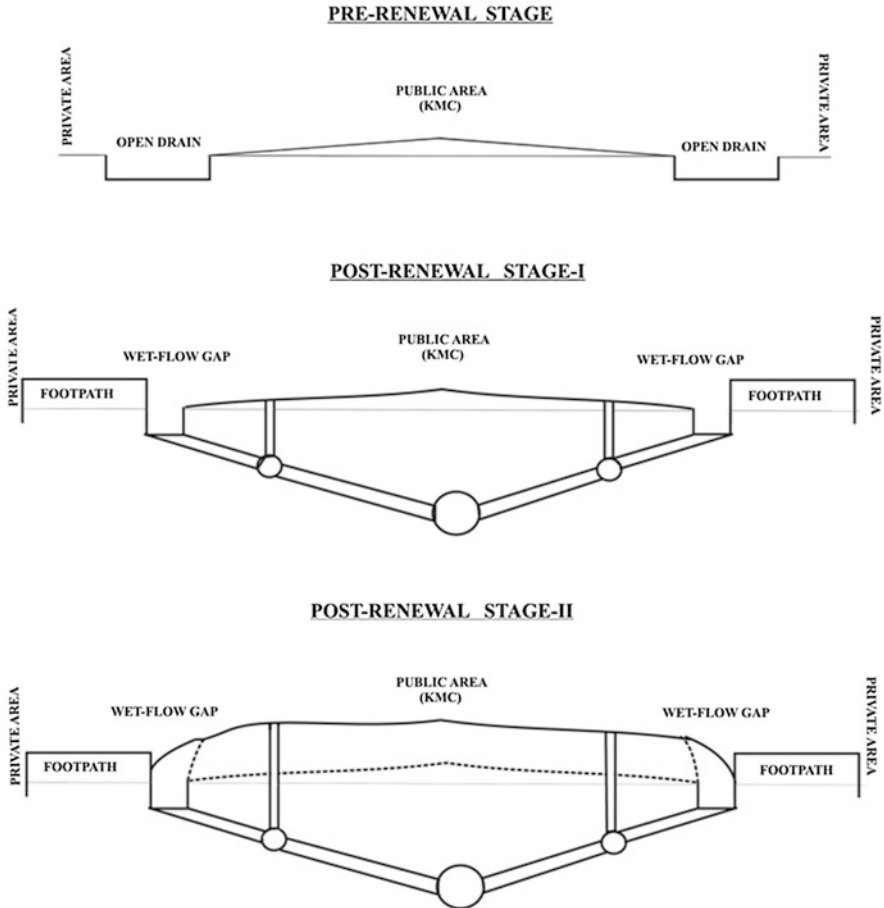 PRE-RENEWAL STAGE
PRIVATE AREA
PUBLIC AREA
(KMC)
PRIVATE AREA
OPEN DRAIN
OPEN DRAIN
POST-RENEWAL STAGE-I
PRIVATE AREA
WET-FLOW GAP
PUBLIC AREA
(KMC)
WET-FLOW GAP
PRIVATE AREA
FOOTPATH
FOOTPATH
POST-RENEWAL STAGE-II
PRIVATE AREA
WET-FLOW GAP
PUBLIC AREA
(KMC)
WET-FLOW GAP
PRIVATE AREA
FOOTPATH
FOOTPATH